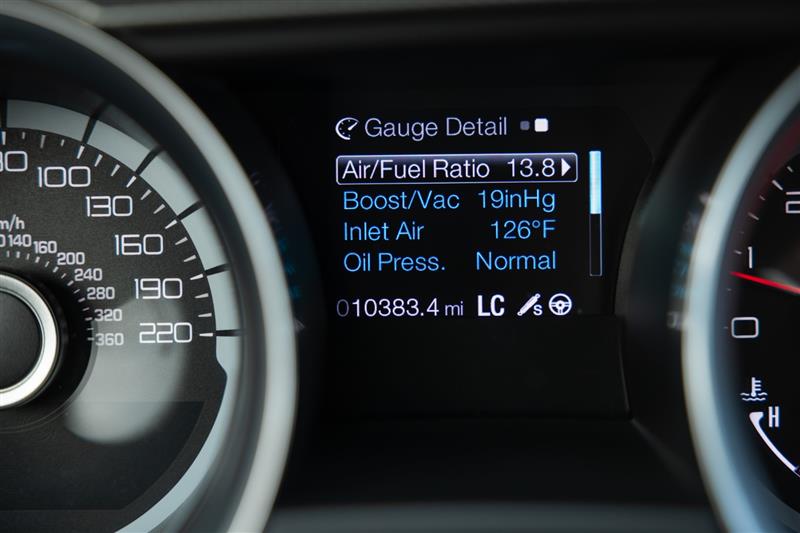 Gauge Detail
Air/Fuel Ratio 13.8
Boost/Vac 19inHg
Inlet Air 126°F
Oil Press. Normal
010383.4 mi LC S
100
130
160
190
220
140
160
200
240
280
320
360
1
0
H